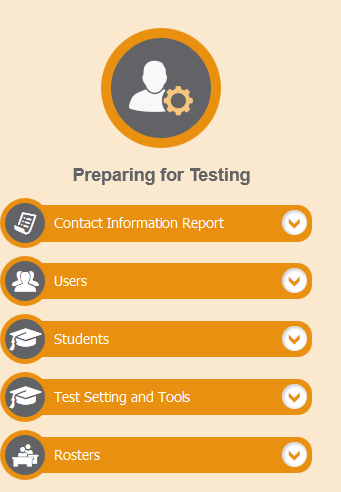 Preparing for Testing
Contact Information Report
Users
Students
Test Setting and Tools
Rosters